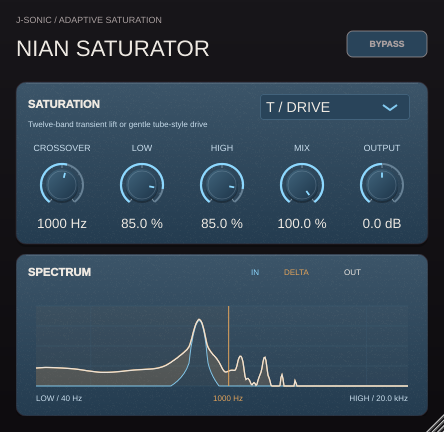 J-SONIC / ADAPTIVE SATURATION
NIAN SATURATOR
BYPASS
SATURATION
T / DRIVE
Twelve-band transient lift or gentle tube-style drive
CROSSOVER LOW HIGH MIX OUTPUT
1000 Hz 85.0 % 85.0 % 100.0 % 0.0 dB
SPECTRUM IN DELTA OUT
LOW / 40 Hz 1000 Hz HIGH / 20.0 kHz